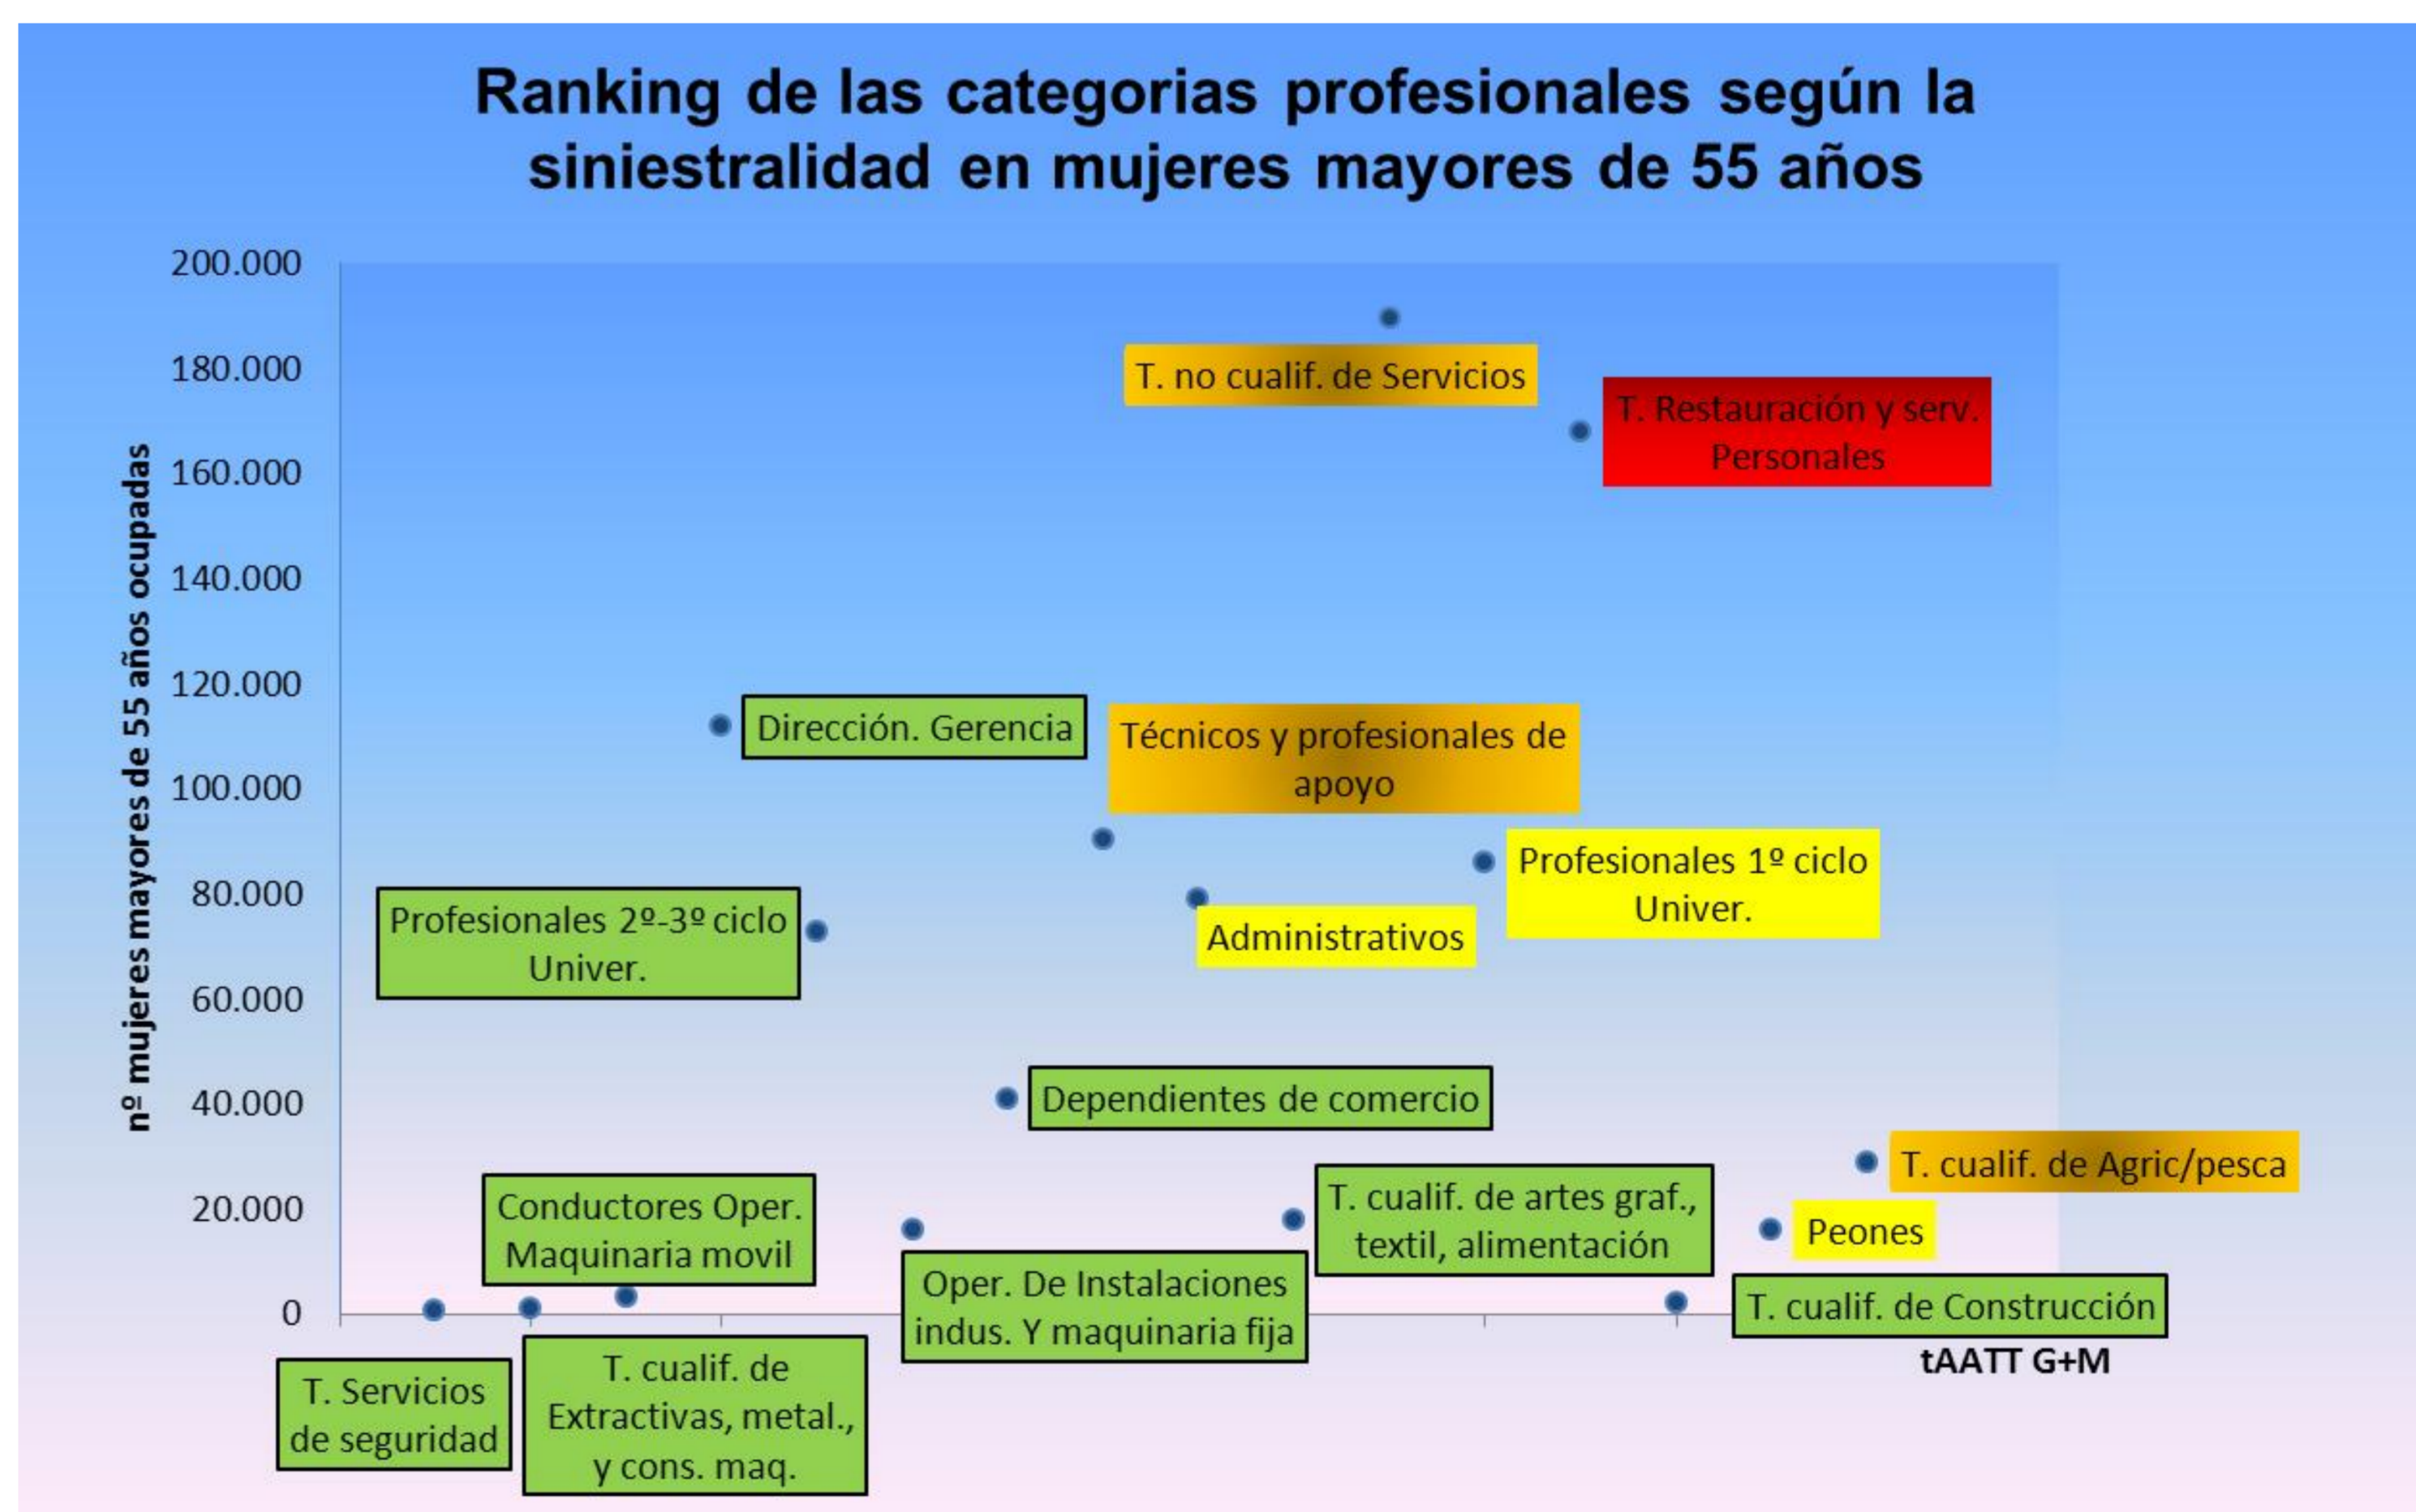 Ranking de las categorias profesionales según la
siniestralidad en mujeres mayores de 55 años
nº mujeres mayores de 55 años ocupadas
200.000
180.000
160.000
140.000
120.000
100.000
80.000
60.000
40.000
20.000
0
T. no cualif. de Servicios
T. Restauración y serv.
Personales
Dirección. Gerencia
Técnicos y profesionales de
apoyo
Profesionales 1º ciclo
Univer.
Profesionales 2º-3º ciclo
Univer.
Administrativos
Dependientes de comercio
T. cualif. de Agric/pesca
Conductores Oper.
Maquinaria movil
T. cualif. de artes graf.,
textil, alimentación
Peones
Oper. De Instalaciones
indus. Y maquinaria fija
T. cualif. de Construcción
tAATT G+M
T. Servicios
de seguridad
T. cualif. de
Extractivas, metal.,
y cons. maq.